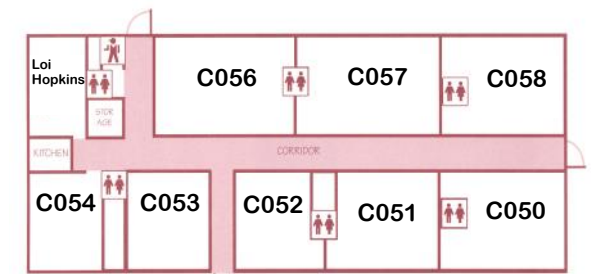 Loi
Hopkins
C056
C057
C058
STOR
AGE
KITCHEN
CORRIDOR
C054
C053
C052
C051
C050